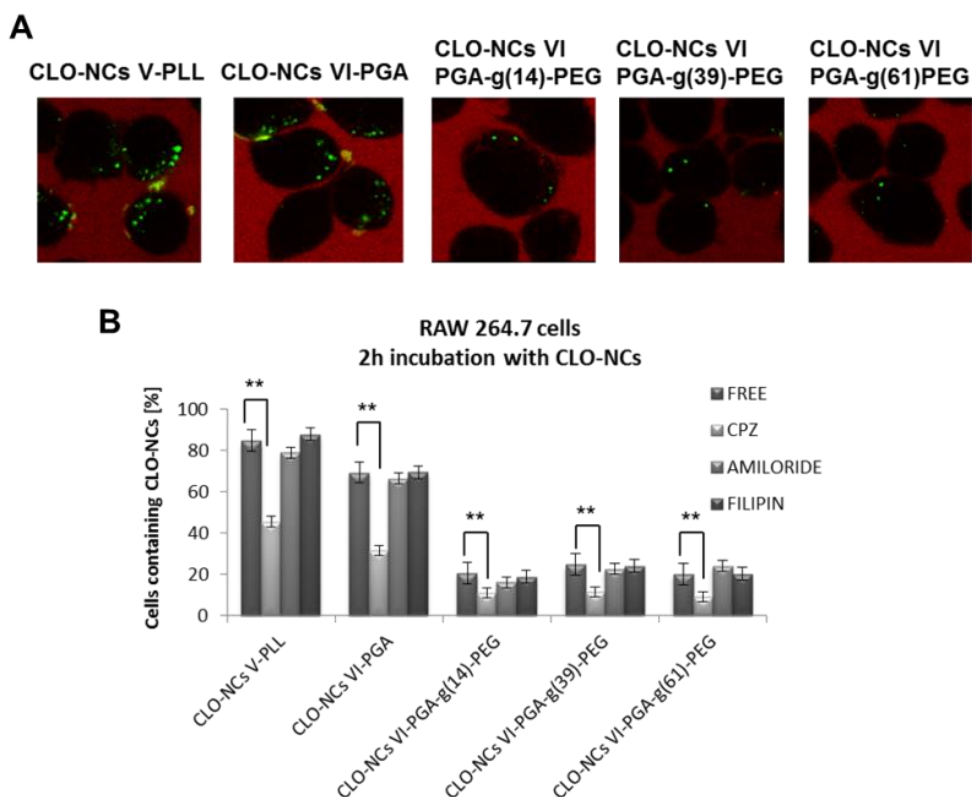 A
CLO-NCs V-PLL
CLO-NCs VI-PGA
CLO-NCs VI
PGA-g(14)-PEG
CLO-NCs VI
PGA-g(39)-PEG
CLO-NCs VI
PGA-g(61)PEG
B
RAW 264.7 cells
2h incubation with CLO-NCs
Cells containing CLO-NCs [%]
100
80
60
40
20
0
**
**
**
**
**
FREE
CPZ
AMILORIDE
FILIPIN
CLO-NCs V-PLL
CLO-NCs VI-PGA
CLO-NCs VI-PGA-g(14)-PEG
CLO-NCs VI-PGA-g(39)-PEG
CLO-NCs VI-PGA-g(61)-PEG